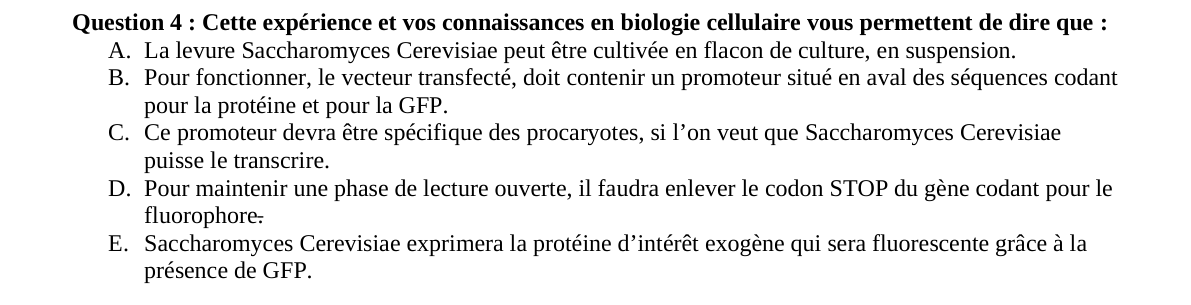 Question 4 : Cette expérience et vos connaissances en biologie cellulaire vous permettent de dire que :
A. La levure Saccharomyces Cerevisiae peut être cultivée en flacon de culture, en suspension.
B. Pour fonctionner, le vecteur transfecté, doit contenir un promoteur situé en aval des séquences codant
pour la protéine et pour la GFP.
C. Ce promoteur devra être spécifique des procaryotes, si l’on veut que Saccharomyces Cerevisiae
puisse le transcrire.
D. Pour maintenir une phase de lecture ouverte, il faudra enlever le codon STOP du gène codant pour le
fluorophore.
E. Saccharomyces Cerevisiae exprimera la protéine d’intérêt exogène qui sera fluorescente grâce à la
présence de GFP.